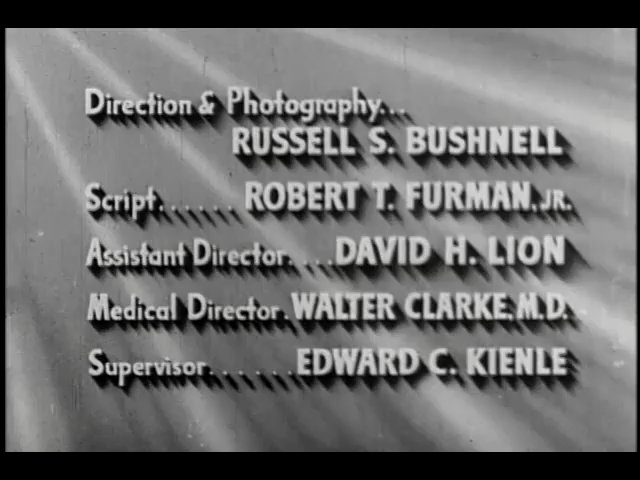 Direction & Photography...
RUSSELL S. BUSHNELL
Script...... ROBERT T. FURMAN, JR.
Assistant Director....DAVID H. LION
Medical Director.WALTER CLARKE, M.D.
Supervisor......EDWARD C. KIENLE